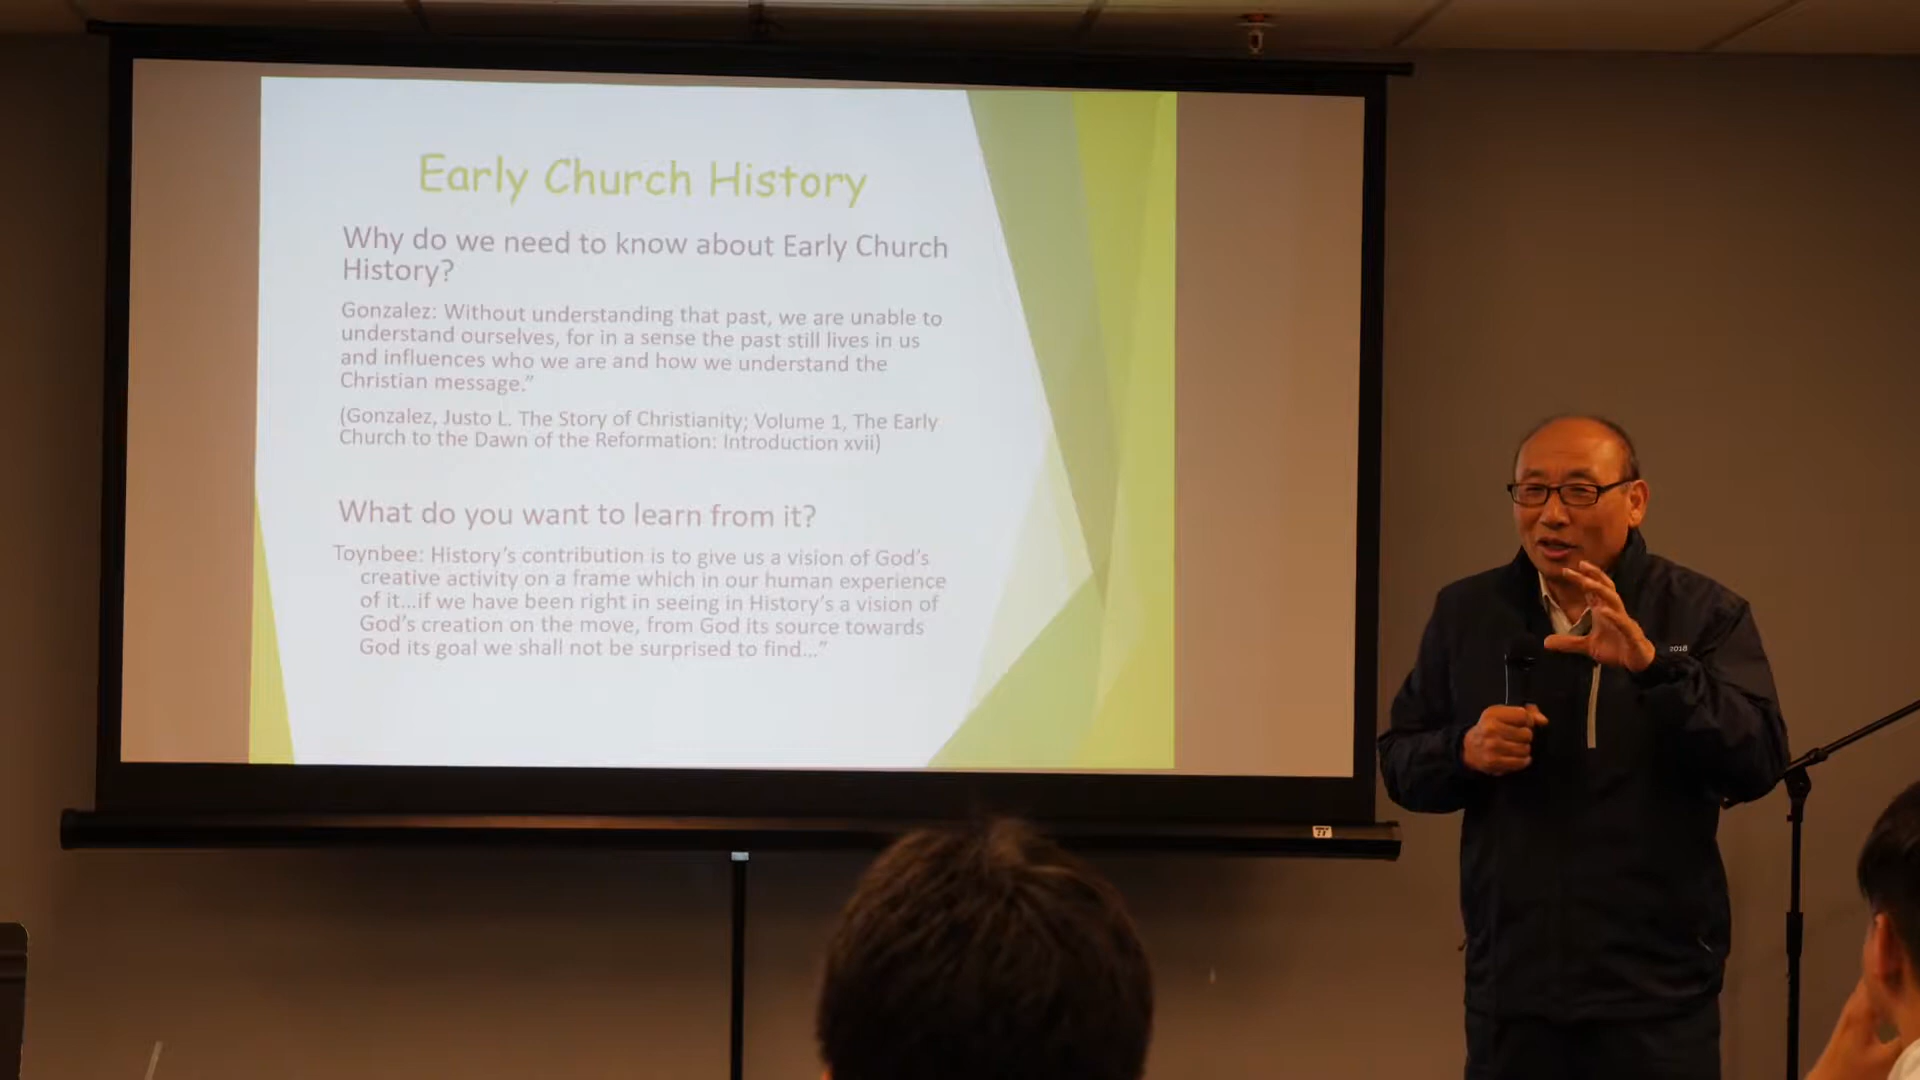 Early Church History
Why do we need to know about Early Church
History?
Gonzalez: Without understanding that past, we are unable to
understand ourselves, for in a sense the past still lives in us
and influences who we are and how we understand the
Christian message.”
(Gonzalez, Justo L. The Story of Christianity; Volume 1, The Early
Church to the Dawn of the Reformation: Introduction xvii)
What do you want to learn from it?
Toynbee: History’s contribution is to give us a vision of God’s
creative activity on a frame which in our human experience
of it...if we have been right in seeing in History’s a vision of
God’s creation on the move, from God its source towards
God its goal we shall not be surprised to find...”
2018